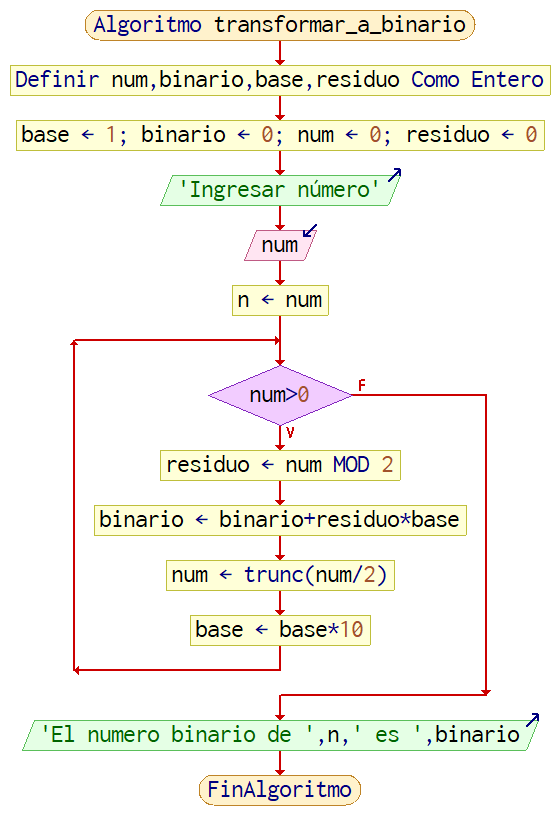 Algoritmo transformar_a_binario
Definir num,binario,base,residuo Como Entero
base ← 1; binario ← 0; num ← 0; residuo ← 0
'Ingresar número'
num
n ← num
num>0
F
V
residuo ← num MOD 2
binario ← binario+residuo*base
num ← trunc(num/2)
base ← base*10
'El numero binario de ',n,' es ',binario
FinAlgoritmo